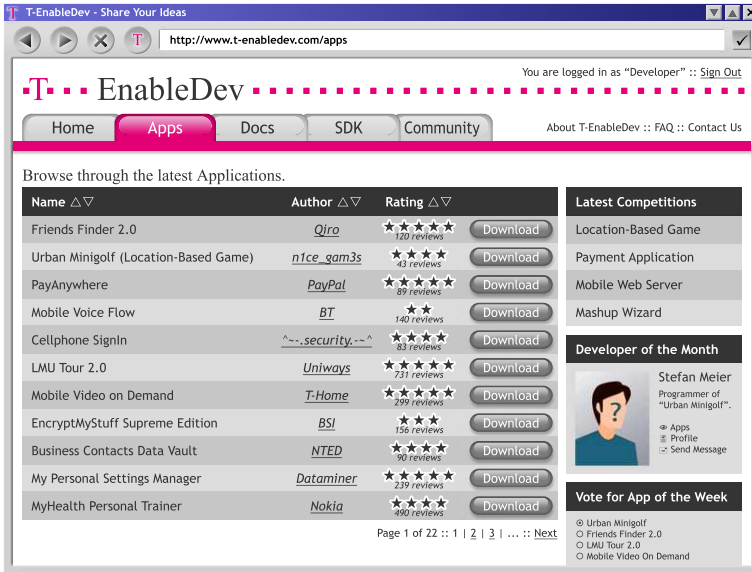 T T-EnableDev - Share Your Ideas
T http://www.t-enabledev.com/apps
You are logged in as “Developer” :: Sign Out
T EnableDev
Home Apps Docs SDK Community About T-EnableDev :: FAQ :: Contact Us
Browse through the latest Applications.
Name △▽ Author △▽ Rating △▽
Friends Finder 2.0 Qiro ★★★★★ 120 reviews Download
Urban Minigolf (Location-Based Game) n1ce_gam3s ★★★★ 43 reviews Download
PayAnywhere PayPal ★★★★★ 89 reviews Download
Mobile Voice Flow BT ★★ 140 reviews Download
Cellphone SignIn ^~-.security.-~^ ★★★★ 83 reviews Download
LMU Tour 2.0 Uniways ★★★★★ 731 reviews Download
Mobile Video on Demand T-Home ★★★★★ 299 reviews Download
EncryptMyStuff Supreme Edition BSI ★★★ 156 reviews Download
Business Contacts Data Vault NTED ★★★★★ 90 reviews Download
My Personal Settings Manager Dataminer ★★★★★ 239 reviews Download
MyHealth Personal Trainer Nokia ★★★★ 490 reviews Download
Page 1 of 22 :: 1 | 2 | 3 | ... :: Next
Latest Competitions
Location-Based Game
Payment Application
Mobile Web Server
Mashup Wizard
Developer of the Month
?
Stefan Meier
Programmer of
“Urban Minigolf”.
Apps
Profile
Send Message
Vote for App of the Week
Urban Minigolf
Friends Finder 2.0
LMU Tour 2.0
Mobile Video On Demand